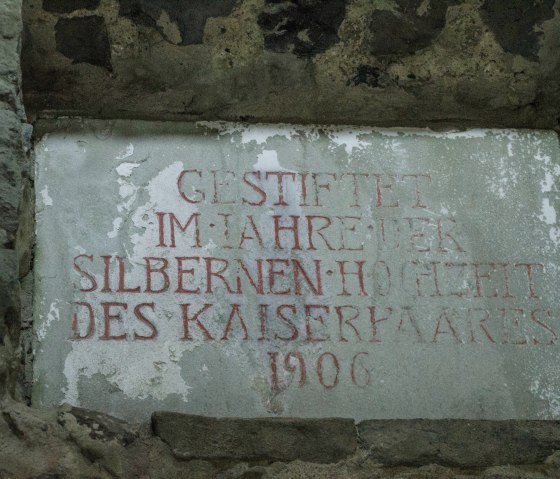 GESTIFTET
IM·JAHRE·DER
SILBERNEN·HOCHZEIT
DES KAISERPAARES
1906